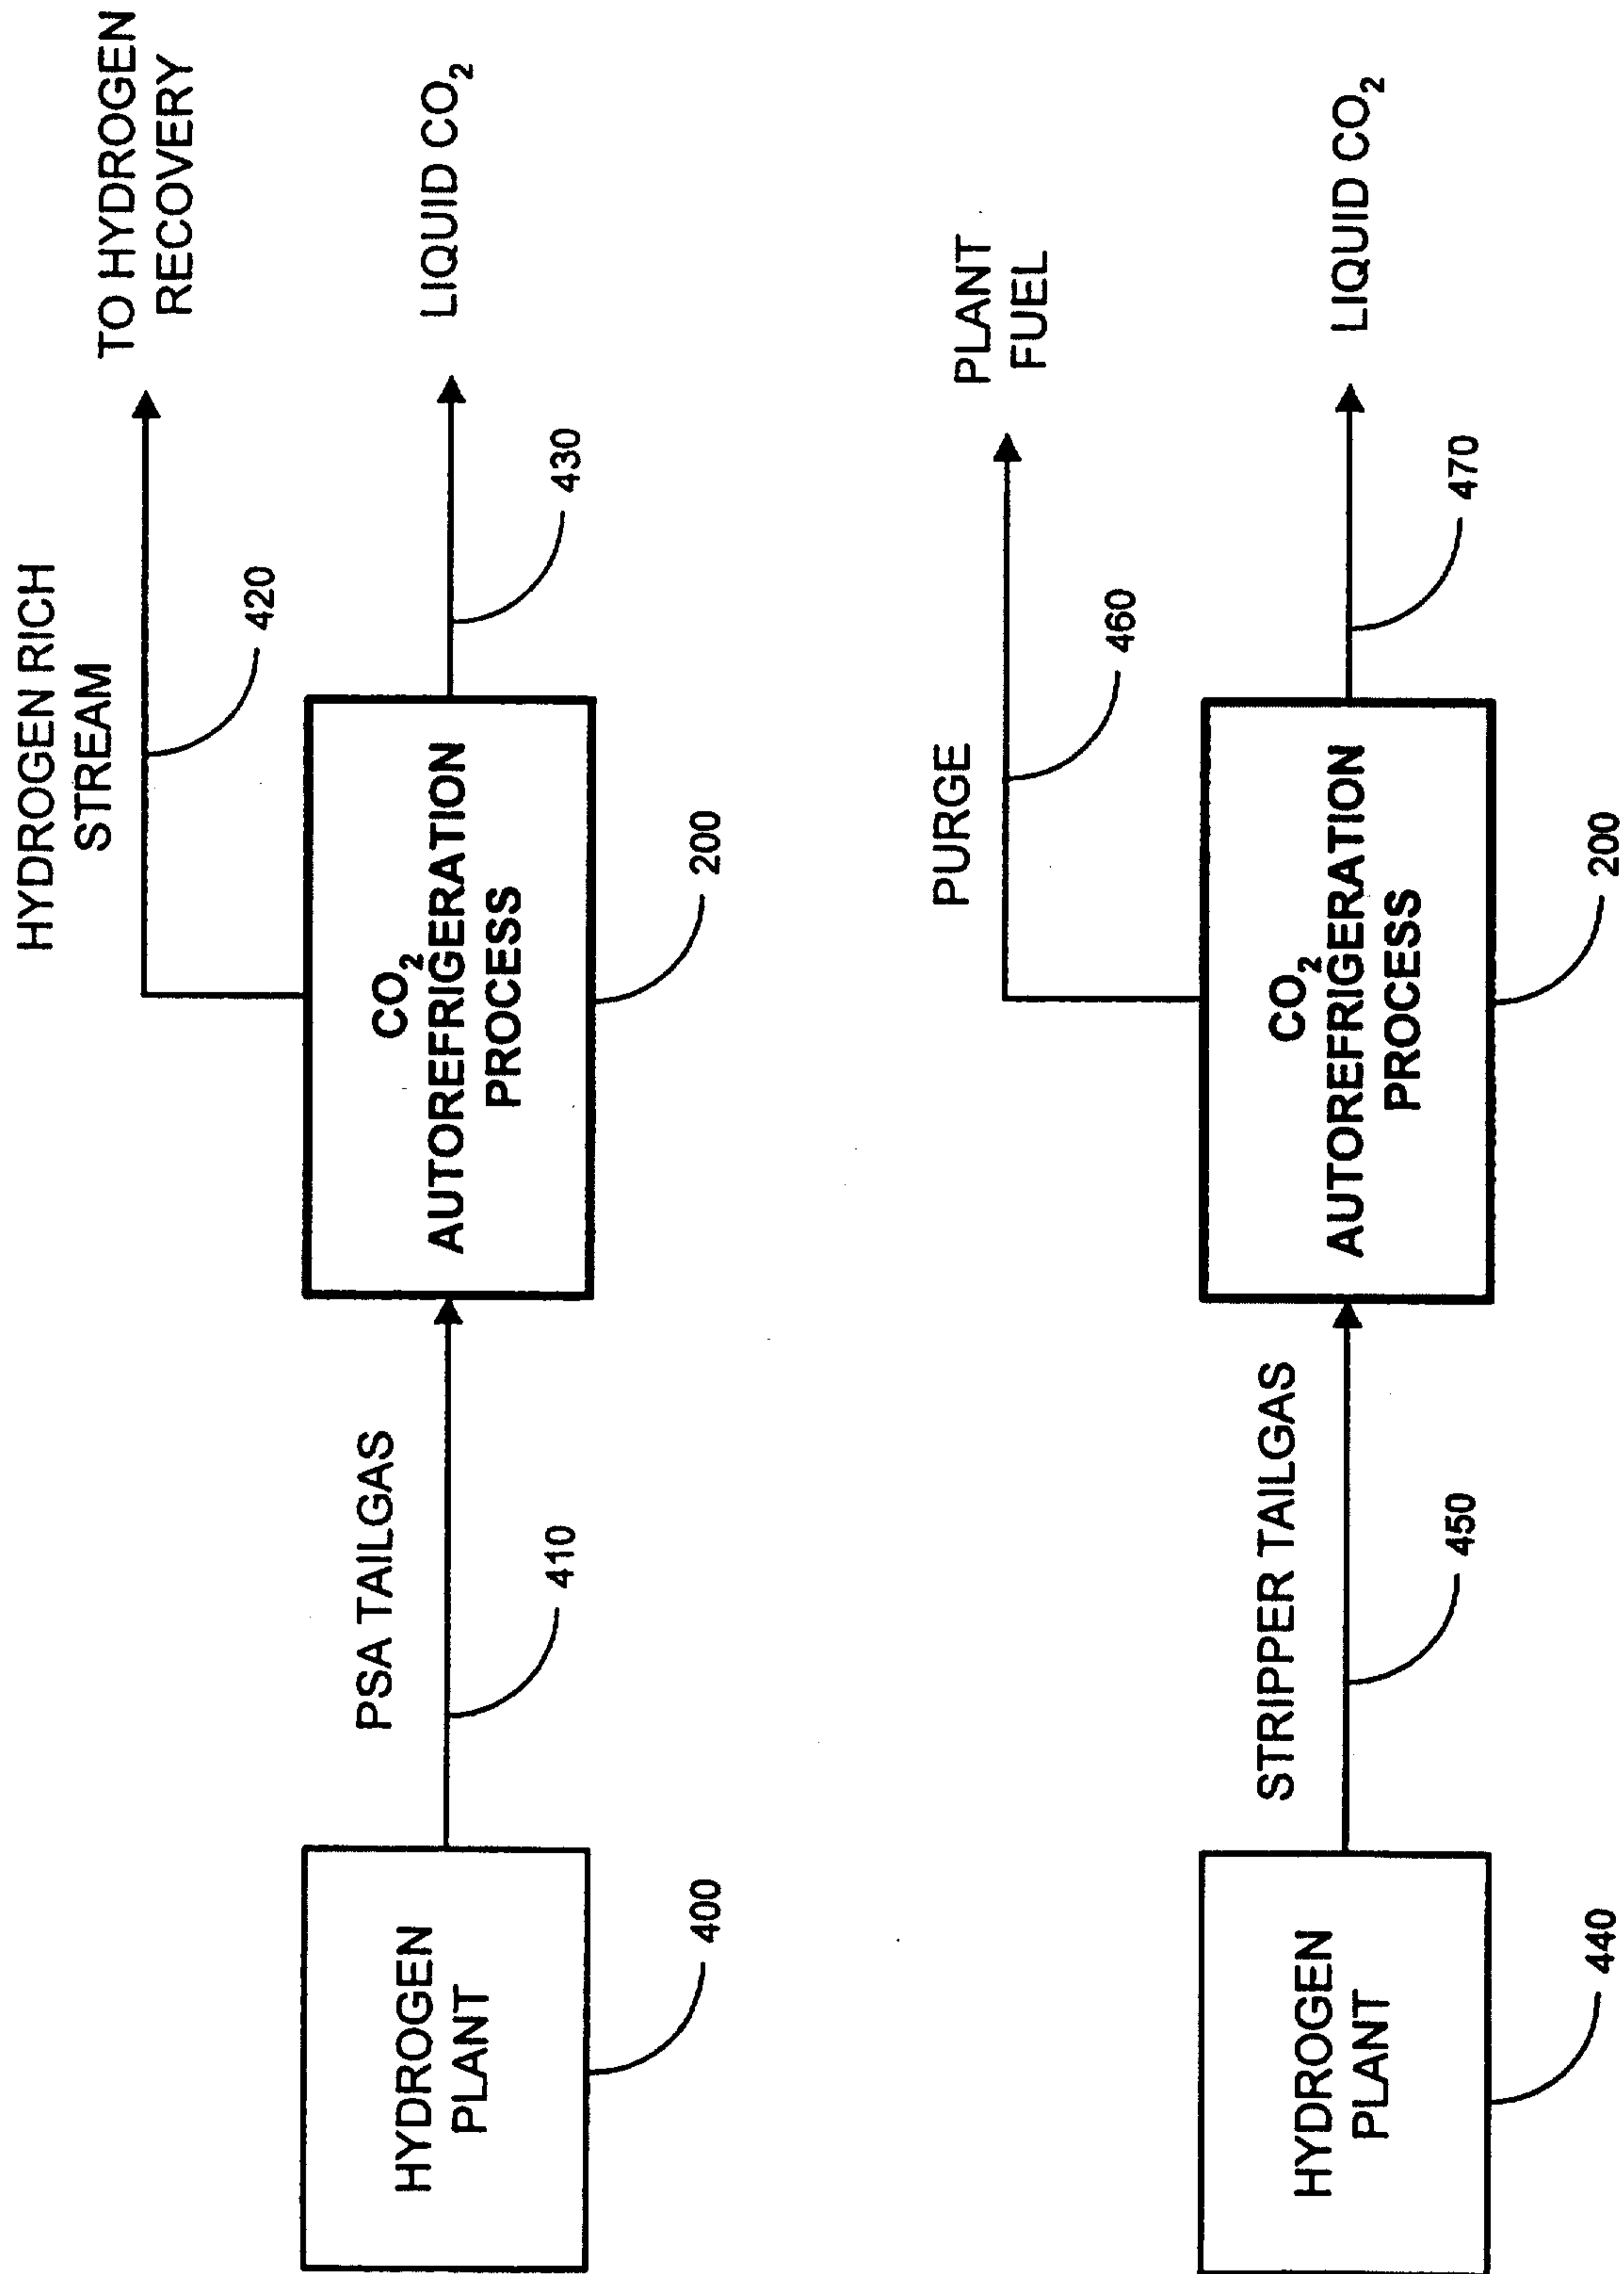 HYDROGEN
PLANT
400
PSA TAILGAS
410
CO2
AUTOREFRIGERATION
PROCESS
200
HYDROGEN RICH
STREAM
420
TO HYDROGEN
RECOVERY
430
LIQUID CO2
HYDROGEN
PLANT
440
STRIPPER TAILGAS
450
CO2
AUTOREFRIGERATION
PROCESS
200
PURGE
460
PLANT
FUEL
470
LIQUID CO2